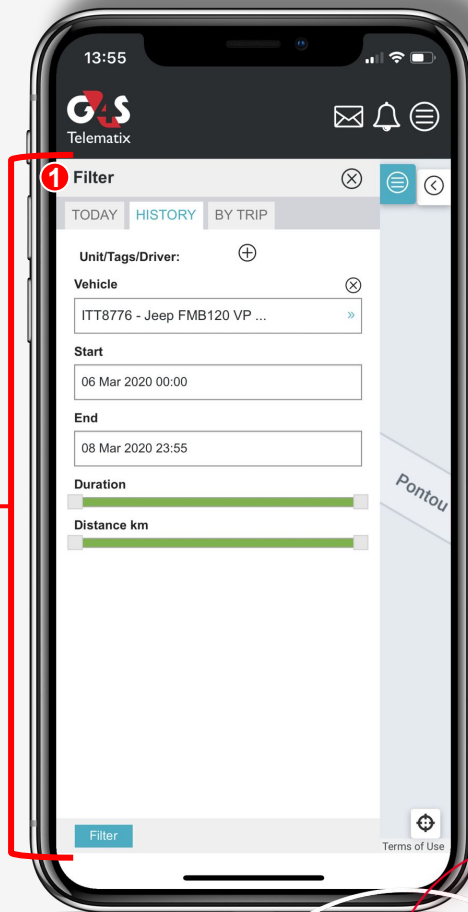 13:55
G4S
Telematix
1
Filter
TODAY HISTORY BY TRIP
Unit/Tags/Driver:
Vehicle
ITT8776 - Jeep FMB120 VP ... »
Start
06 Mar 2020 00:00
End
08 Mar 2020 23:55
Duration
Distance km
Pontou
Filter
Terms of Use